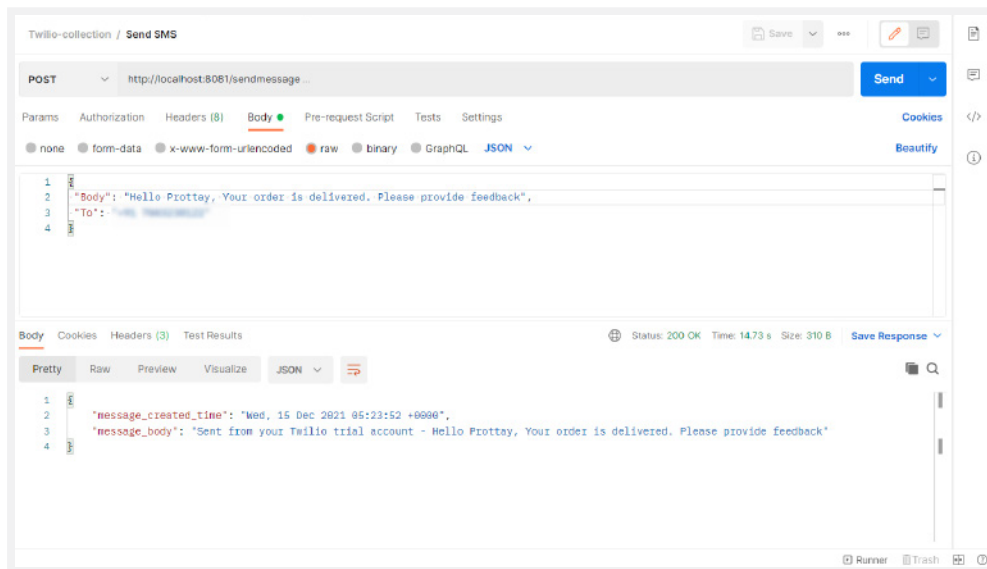 Twilio-collection / Send SMS
Save
POST http://localhost:8081/sendmessage... Send
Params Authorization Headers (8) Body Pre-request Script Tests Settings Cookies
none form-data x-www-form-urlencoded raw binary GraphQL JSON Beautify
1 {
2 "Body": "Hello Prottay, Your order is delivered. Please provide feedback",
3 "To":
4 }
Body Cookies Headers (3) Test Results Status: 200 OK Time: 14.73 s Size: 310 B Save Response
Pretty Raw Preview Visualize JSON
1 {
2 "message_created_time": "Wed, 15 Dec 2021 05:23:52 +0000",
3 "message_body": "Sent from your Twilio trial account - Hello Prottay, Your order is delivered. Please provide feedback"
4 }
Runner Trash